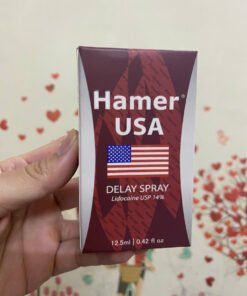 Hamer®
USA
DELAY SPRAY
Lidocaine USP 14%
12.5ml | 0.42 fl oz